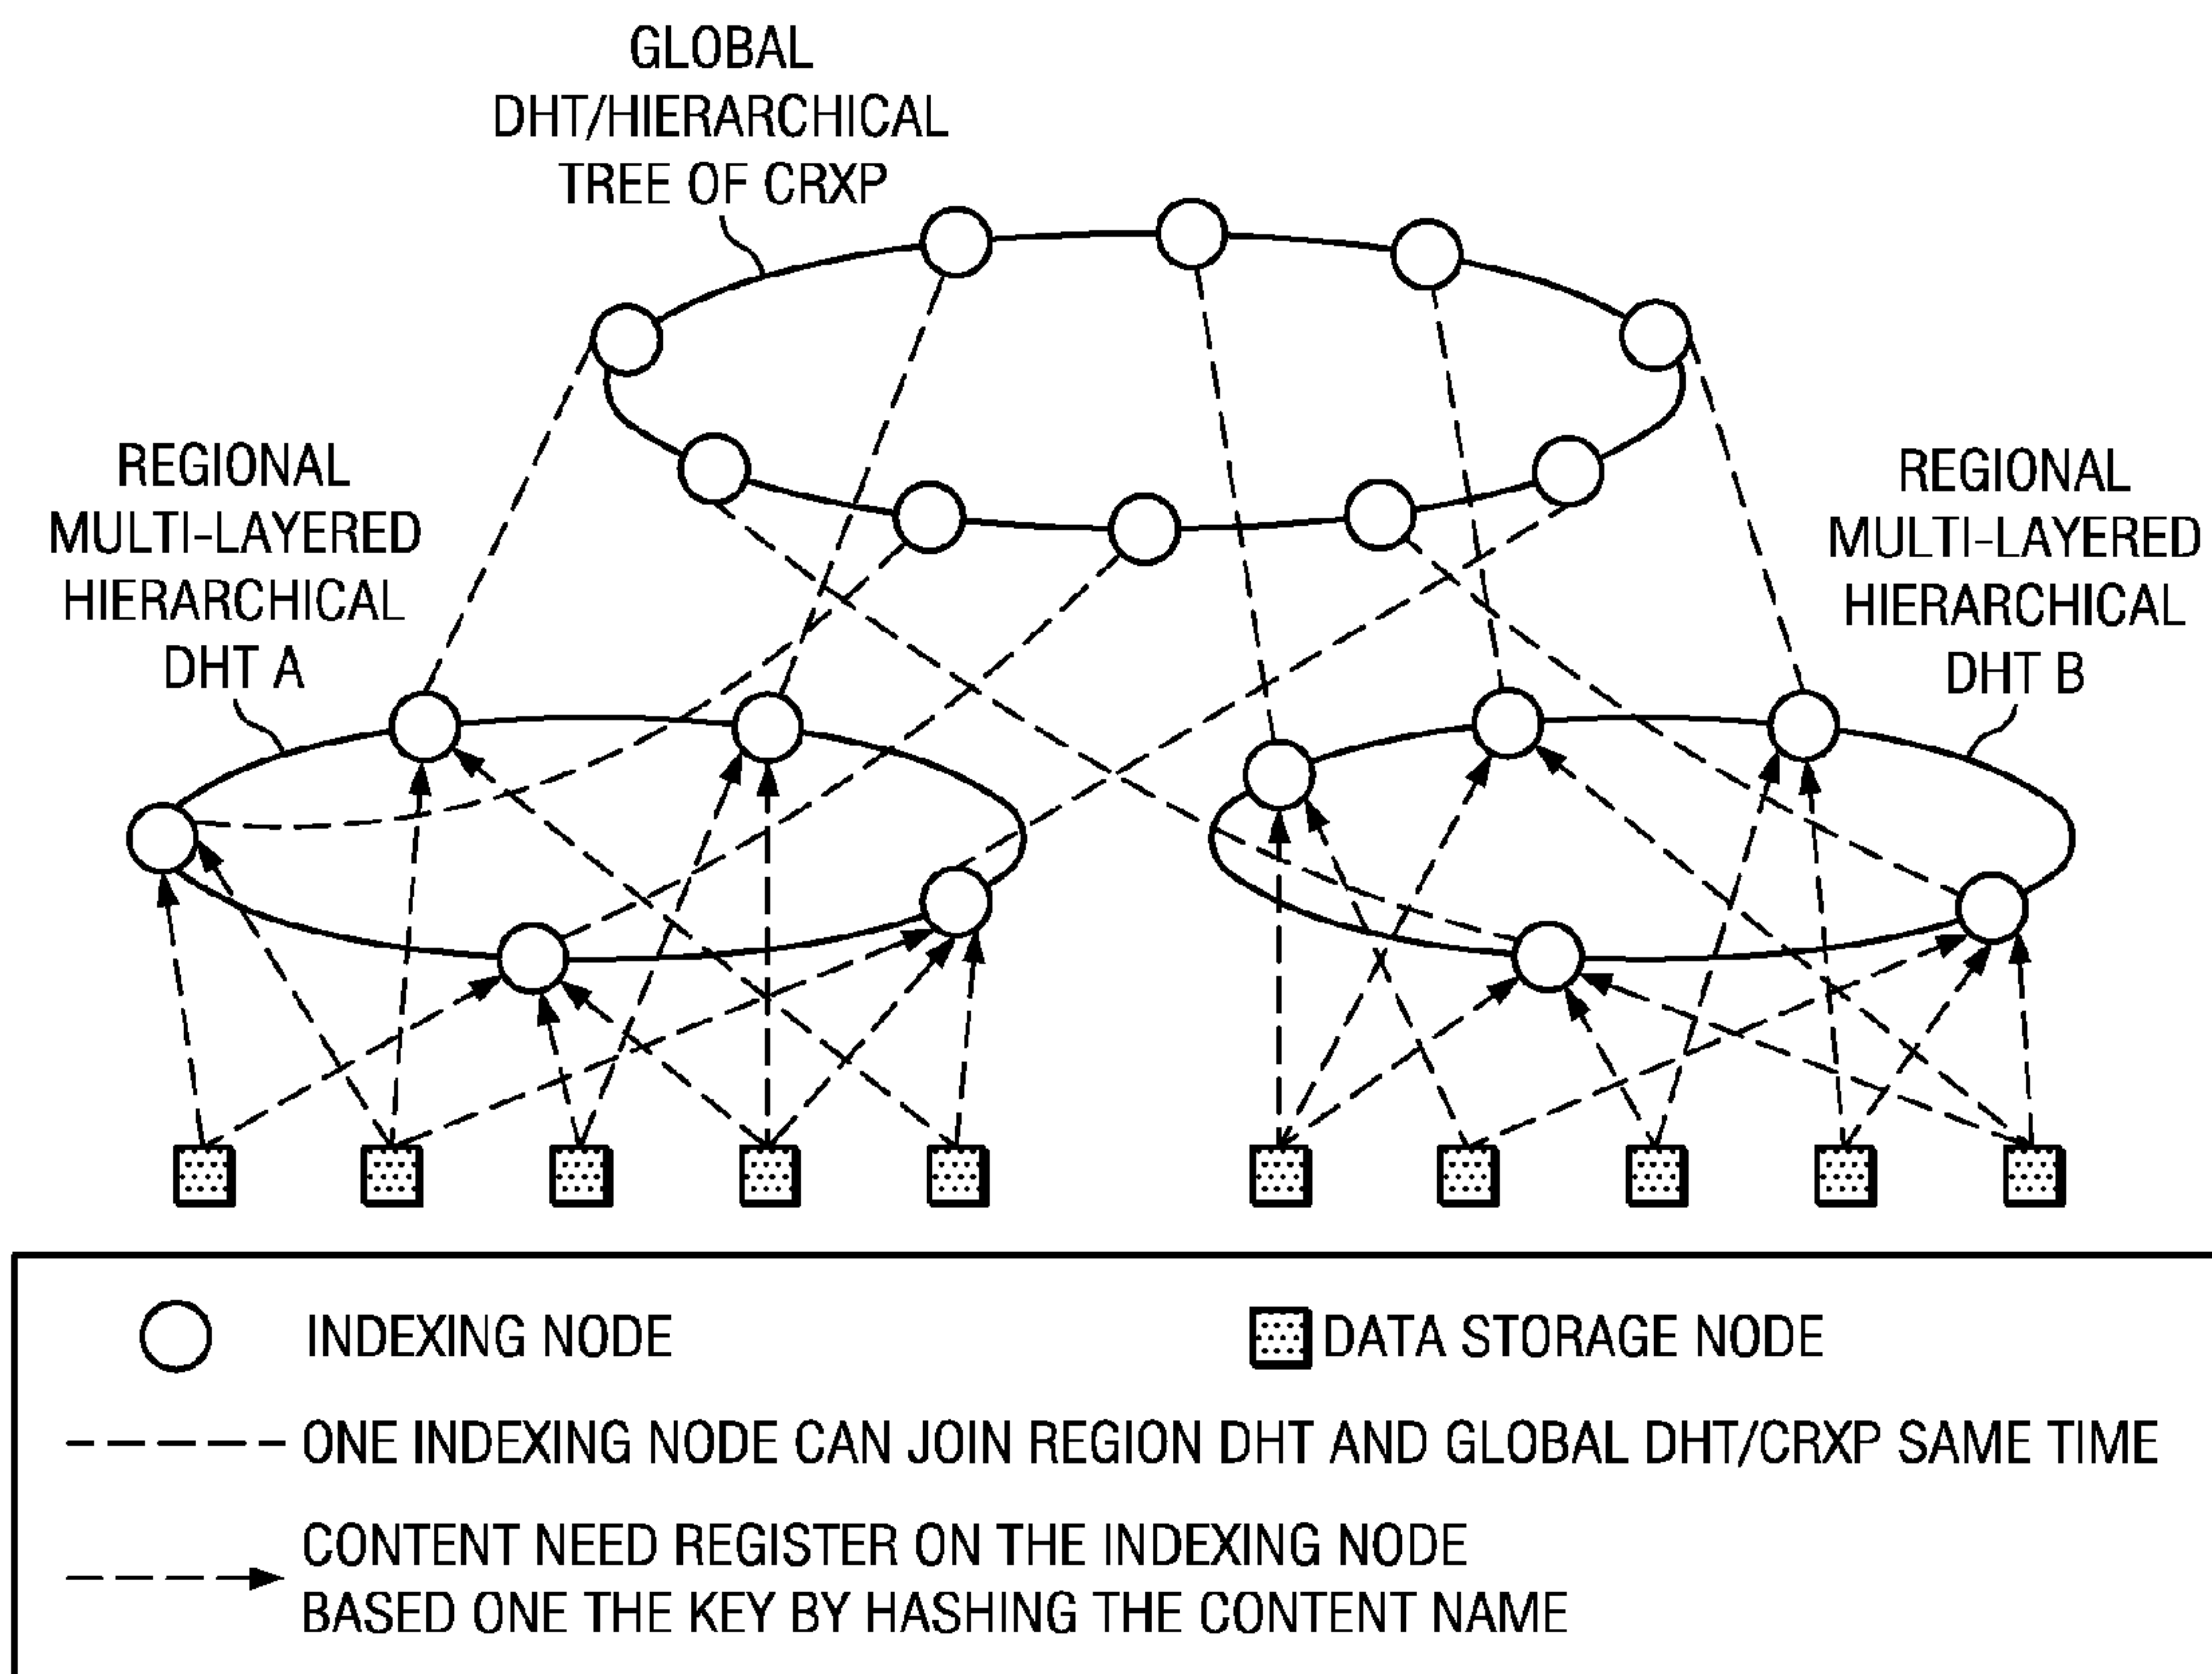 GLOBAL
DHT/HIERARCHICAL
TREE OF CRXP
REGIONAL
MULTI-LAYERED
HIERARCHICAL
DHT A
REGIONAL
MULTI-LAYERED
HIERARCHICAL
DHT B
INDEXING NODE
DATA STORAGE NODE
ONE INDEXING NODE CAN JOIN REGION DHT AND GLOBAL DHT/CRXP SAME TIME
CONTENT NEED REGISTER ON THE INDEXING NODE
BASED ONE THE KEY BY HASHING THE CONTENT NAME